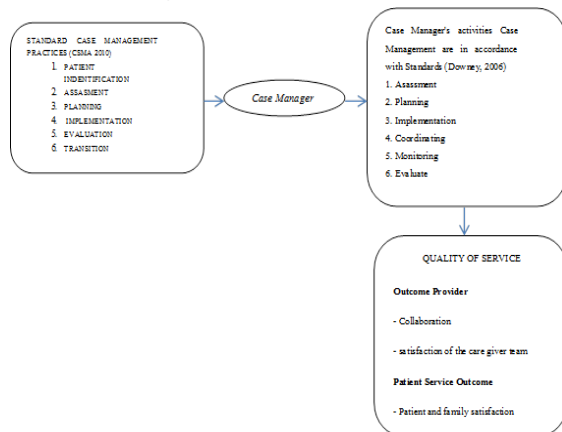 STANDARD CASE MANAGEMENT
PRACTICES (CSMA 2010)
1. PATIENT
INDENTIFICATION
2. ASSASMENT
3. PLANNING
4. IMPLEMENTATION
5. EVALUATION
6. TRANSITION
Case Manager
Case Manager's activities Case
Management are in accordance
with Standards (Downey, 2006)
1. Asassment
2. Planning
3. Implementation
4. Coordinating
5. Monitoring
6. Evaluate
QUALITY OF SERVICE
Outcome Provider
- Collaboration
- satisfaction of the care giver team
Patient Service Outcome
- Patient and family satisfaction